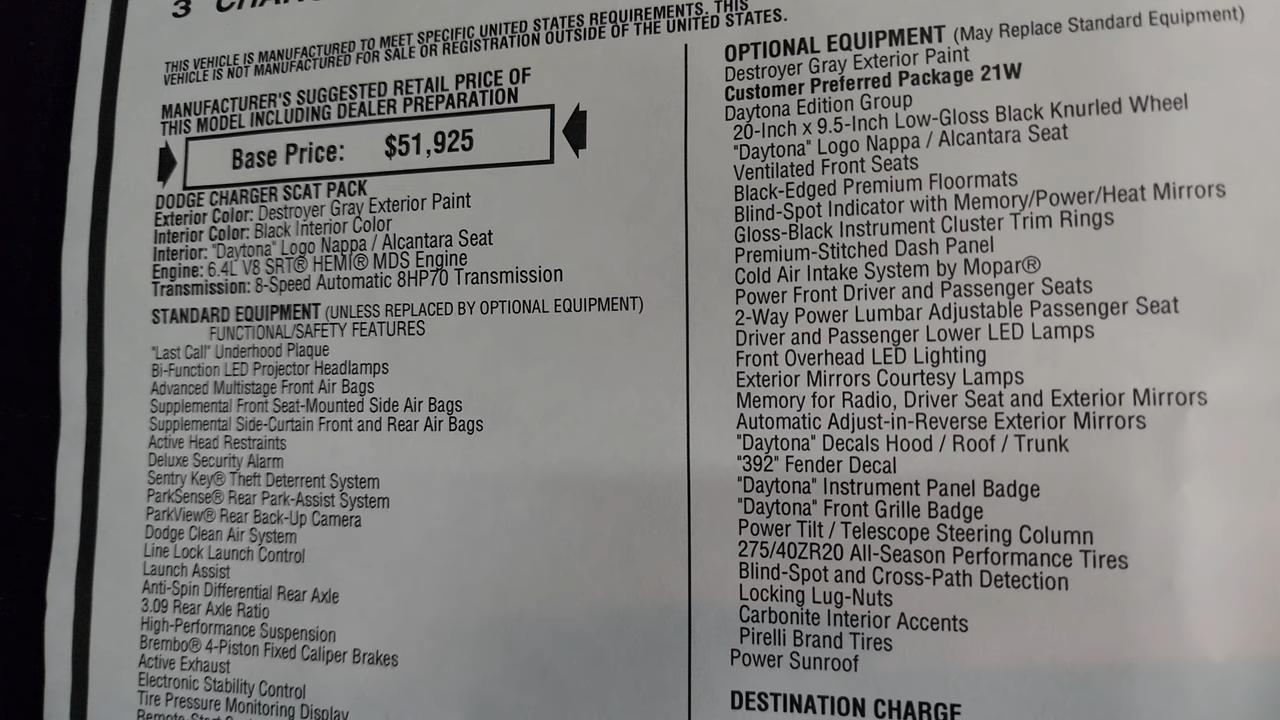 3
THIS VEHICLE IS MANUFACTURED TO MEET SPECIFIC UNITED STATES REQUIREMENTS. THIS
VEHICLE IS NOT MANUFACTURED FOR SALE OR REGISTRATION OUTSIDE OF THE UNITED STATES.
MANUFACTURER'S SUGGESTED RETAIL PRICE OF
THIS MODEL INCLUDING DEALER PREPARATION
Base Price: $51,925
DODGE CHARGER SCAT PACK
Exterior Color: Destroyer Gray Exterior Paint
Interior Color: Black Interior Color
Interior: "Daytona" Logo Nappa / Alcantara Seat
Engine: 6.4L V8 SRT® HEMI® MDS Engine
Transmission: 8-Speed Automatic 8HP70 Transmission
STANDARD EQUIPMENT (UNLESS REPLACED BY OPTIONAL EQUIPMENT)
FUNCTIONAL/SAFETY FEATURES
"Last Call" Underhood Plaque
Bi-Function LED Projector Headlamps
Advanced Multistage Front Air Bags
Supplemental Front Seat-Mounted Side Air Bags
Supplemental Side-Curtain Front and Rear Air Bags
Active Head Restraints
Deluxe Security Alarm
Sentry Key® Theft Deterrent System
ParkSense® Rear Park-Assist System
ParkView® Rear Back-Up Camera
Dodge Clean Air System
Line Lock Launch Control
Launch Assist
Anti-Spin Differential Rear Axle
3.09 Rear Axle Ratio
High-Performance Suspension
Brembo® 4-Piston Fixed Caliper Brakes
Active Exhaust
Electronic Stability Control
Tire Pressure Monitoring Display
Remote Start
OPTIONAL EQUIPMENT (May Replace Standard Equipment)
Destroyer Gray Exterior Paint
Customer Preferred Package 21W
Daytona Edition Group
20-Inch x 9.5-Inch Low-Gloss Black Knurled Wheel
"Daytona" Logo Nappa / Alcantara Seat
Ventilated Front Seats
Black-Edged Premium Floormats
Blind-Spot Indicator with Memory/Power/Heat Mirrors
Gloss-Black Instrument Cluster Trim Rings
Premium-Stitched Dash Panel
Cold Air Intake System by Mopar®
Power Front Driver and Passenger Seats
2-Way Power Lumbar Adjustable Passenger Seat
Driver and Passenger Lower LED Lamps
Front Overhead LED Lighting
Exterior Mirrors Courtesy Lamps
Memory for Radio, Driver Seat and Exterior Mirrors
Automatic Adjust-in-Reverse Exterior Mirrors
"Daytona" Decals Hood / Roof / Trunk
"392" Fender Decal
"Daytona" Instrument Panel Badge
"Daytona" Front Grille Badge
Power Tilt / Telescope Steering Column
275/40ZR20 All-Season Performance Tires
Blind-Spot and Cross-Path Detection
Locking Lug-Nuts
Carbonite Interior Accents
Pirelli Brand Tires
Power Sunroof
DESTINATION CHARGE